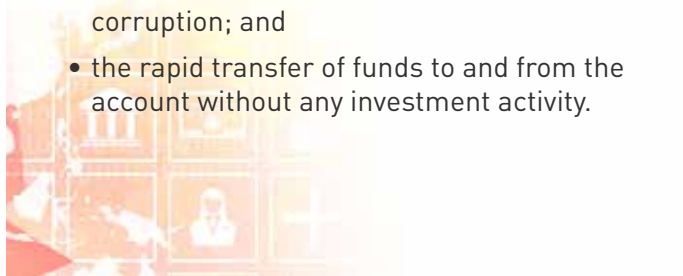 corruption; and
• the rapid transfer of funds to and from the
account without any investment activity.